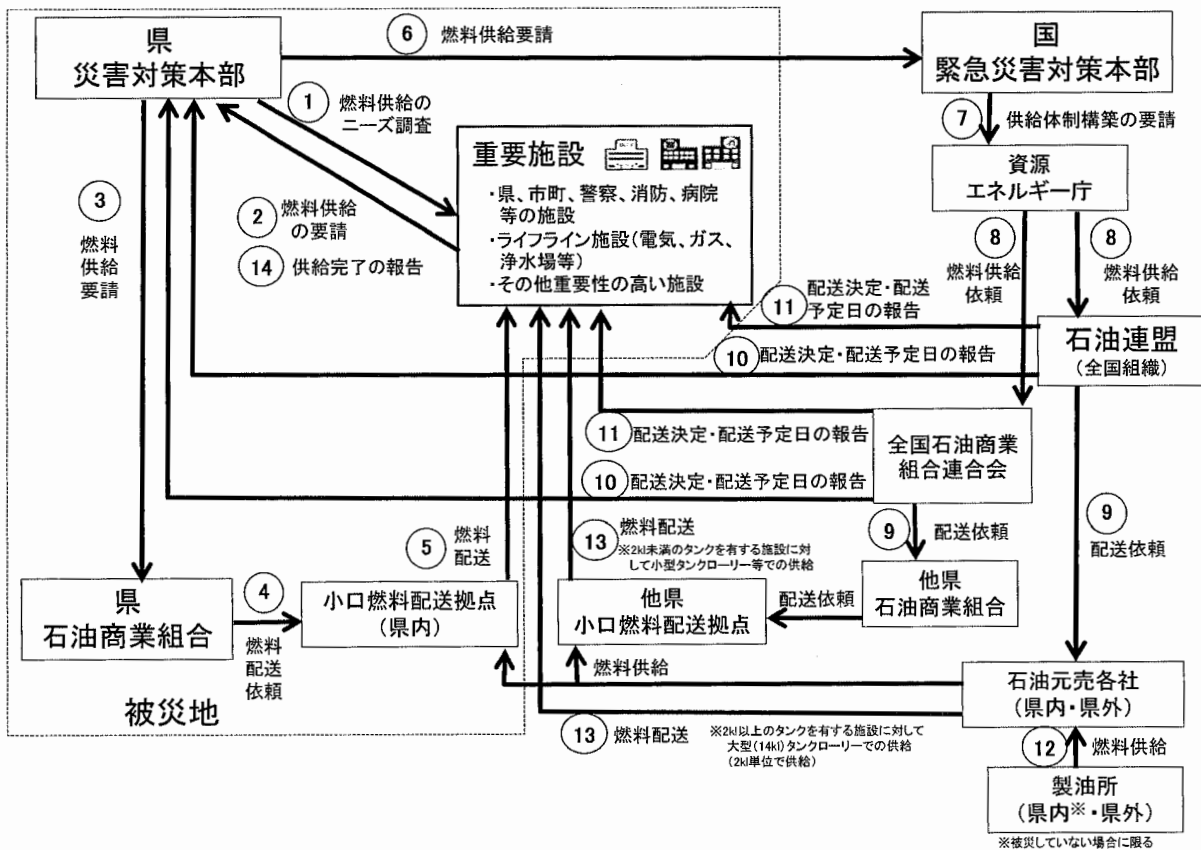 県
災害対策本部
⑥ 燃料供給要請
国
緊急災害対策本部
① 燃料供給の
ニーズ調査
⑦ 供給体制構築の要請
重要施設
・県、市町、警察、消防、病院
等の施設
・ライフライン施設(電気、ガス、
浄水場等)
・その他重要性の高い施設
資源
エネルギー庁
③
燃料
供給
要請
② 燃料供給
の要請
⑭ 供給完了の報告
⑧
燃料供給
依頼
⑧
燃料供給
依頼
⑪ 配送決定・配送
予定日の報告
石油連盟
(全国組織)
⑩ 配送決定・配送予定日の報告
⑪ 配送決定・配送予定日の報告
全国石油商業
組合連合会
⑩ 配送決定・配送予定日の報告
⑤ 燃料
配送
⑬ 燃料配送
※2kl未満のタンクを有する施設に対
して小型タンクローリー等での供給
⑨ 配送依頼
⑨
配送依頼
県
石油商業組合
④
燃料
配送
依頼
小口燃料配送拠点
(県内)
他県
小口燃料配送拠点
配送依頼
他県
石油商業組合
燃料供給
石油元売各社
(県内・県外)
被災地
⑬ 燃料配送
※2kl以上のタンクを有する施設に対して
大型(14kl)タンクローリーでの供給
(2kl単位で供給)
⑫ 燃料供給
製油所
(県内※・県外)
※被災していない場合に限る